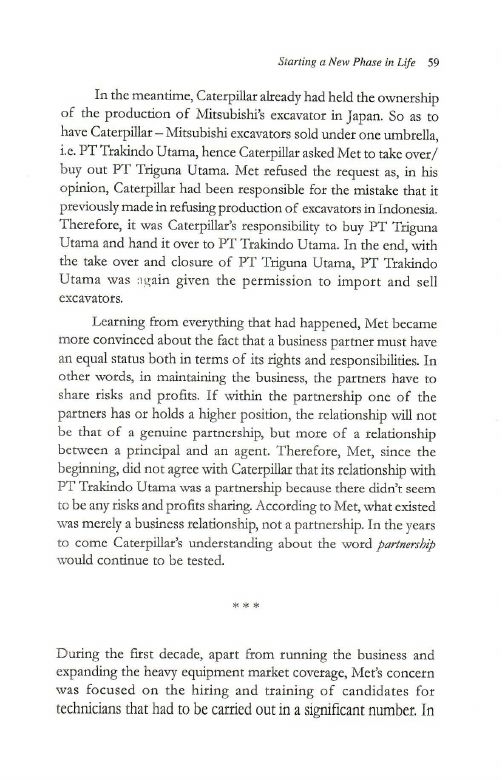 Starting a New Phase in Life 59
In the meantime, Caterpillar already had held the ownership
of the production of Mitsubishi's excavator in Japan. So as to
have Caterpillar – Mitsubishi excavators sold under one umbrella,
i.e. PT Trakindo Utama, hence Caterpillar asked Met to take over/
buy out PT Triguna Utama. Met refused the request as, in his
opinion, Caterpillar had been responsible for the mistake that it
previously made in refusing production of excavators in Indonesia.
Therefore, it was Caterpillar's responsibility to buy PT Triguna
Utama and hand it over to PT Trakindo Utama. In the end, with
the take over and closure of PT Triguna Utama, PT Trakindo
Utama was again given the permission to import and sell
excavators.
Learning from everything that had happened, Met became
more convinced about the fact that a business partner must have
an equal status both in terms of its rights and responsibilities. In
other words, in maintaining the business, the partners have to
share risks and profits. If within the partnership one of the
partners has or holds a higher position, the relationship will not
be that of a genuine partnership, but more of a relationship
between a principal and an agent. Therefore, Met, since the
beginning, did not agree with Caterpillar that its relationship with
PT Trakindo Utama was a partnership because there didn't seem
to be any risks and profits sharing. According to Met, what existed
was merely a business relationship, not a partnership. In the years
to come Caterpillar's understanding about the word partnership
would continue to be tested.
* * *
During the first decade, apart from running the business and
expanding the heavy equipment market coverage, Met's concern
was focused on the hiring and training of candidates for
technicians that had to be carried out in a significant number. In